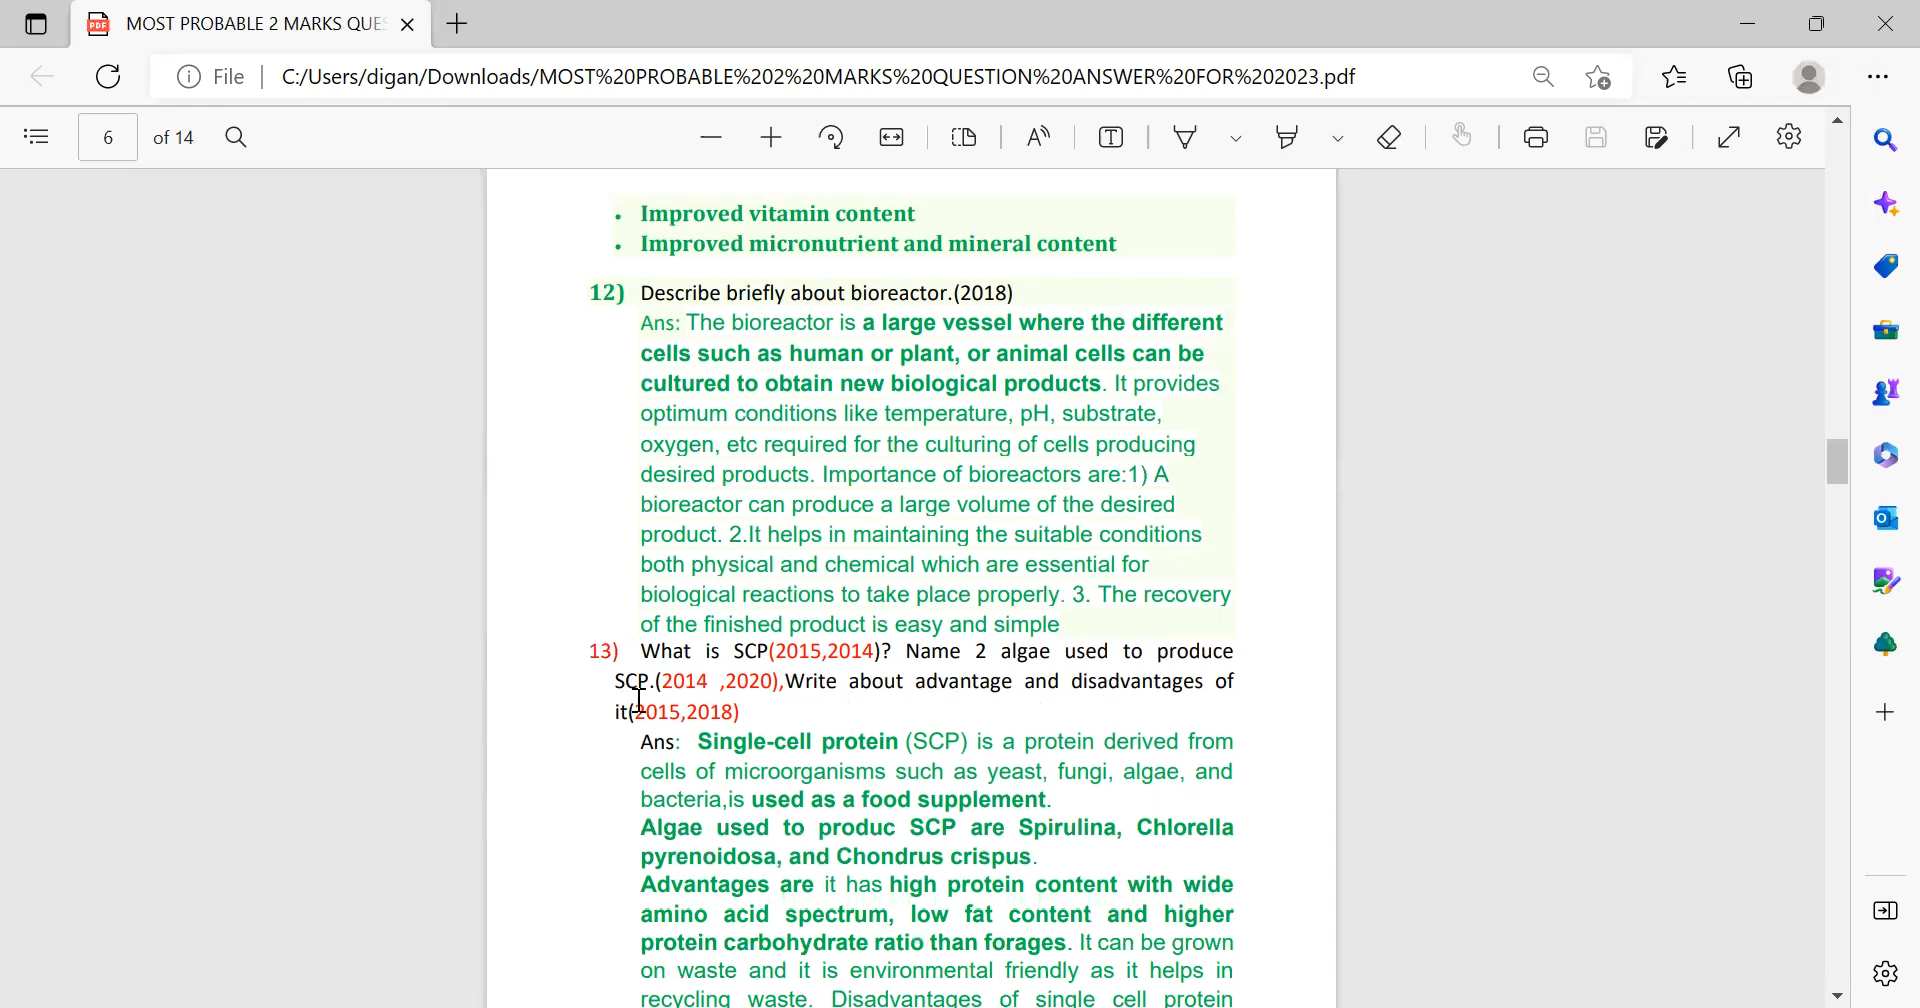 MOST PROBABLE 2 MARKS QUE
File
C:/Users/digan/Downloads/MOST%20PROBABLE%202%20MARKS%20QUESTION%20ANSWER%20FOR%202023.pdf
6 of 14
• Improved vitamin content
• Improved micronutrient and mineral content
12) Describe briefly about bioreactor.(2018)
Ans: The bioreactor is a large vessel where the different
cells such as human or plant, or animal cells can be
cultured to obtain new biological products. It provides
optimum conditions like temperature, pH, substrate,
oxygen, etc required for the culturing of cells producing
desired products. Importance of bioreactors are:1) A
bioreactor can produce a large volume of the desired
product. 2.It helps in maintaining the suitable conditions
both physical and chemical which are essential for
biological reactions to take place properly. 3. The recovery
of the finished product is easy and simple
13) What is SCP(2015,2014)? Name 2 algae used to produce
SCP.(2014 ,2020),Write about advantage and disadvantages of
it(2015,2018)
Ans: Single-cell protein (SCP) is a protein derived from
cells of microorganisms such as yeast, fungi, algae, and
bacteria,is used as a food supplement.
Algae used to produc SCP are Spirulina, Chlorella
pyrenoidosa, and Chondrus crispus.
Advantages are it has high protein content with wide
amino acid spectrum, low fat content and higher
protein carbohydrate ratio than forages. It can be grown
on waste and it is environmental friendly as it helps in
recycling waste. Disadvantages of single cell protein